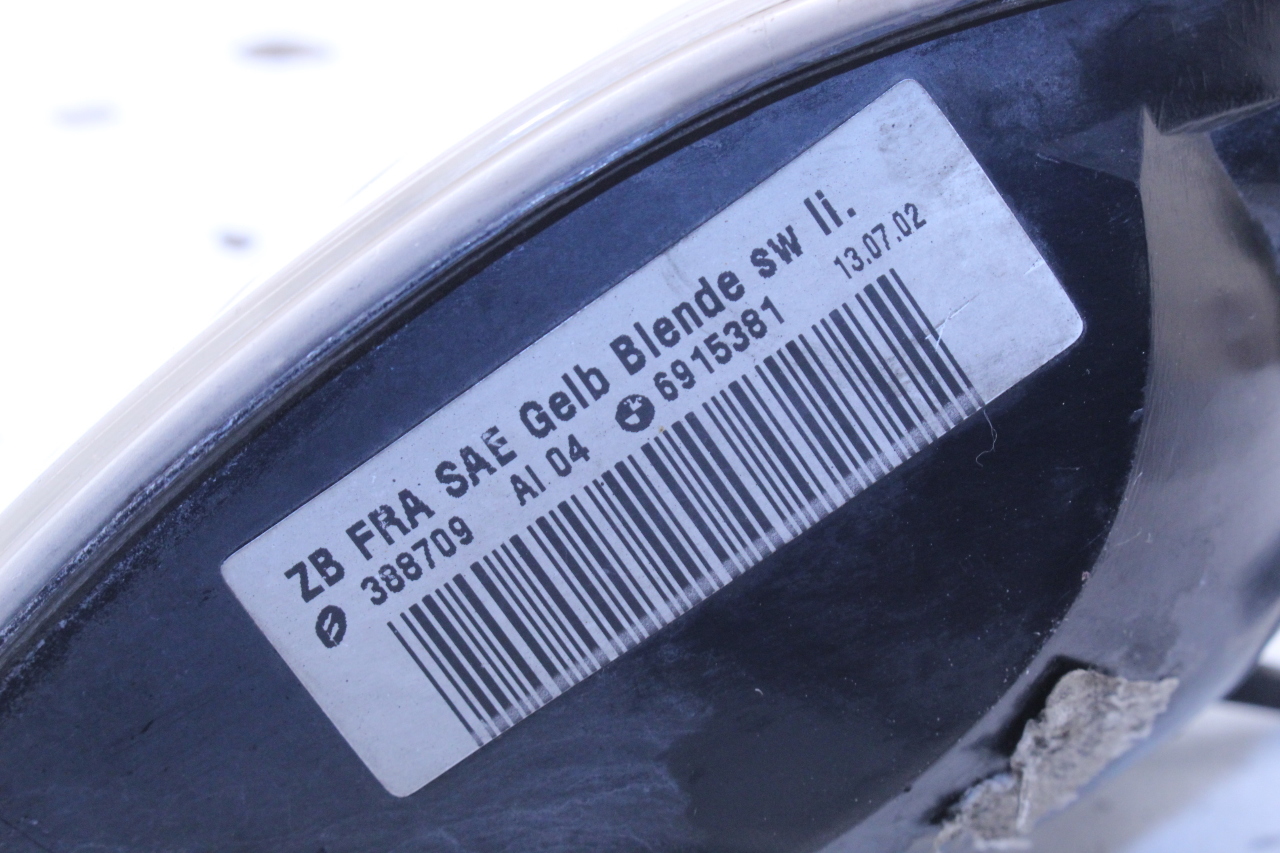 ZB FRA SAE Gelb Blende sw li.
388709 AI 04 6915381 13.07.02